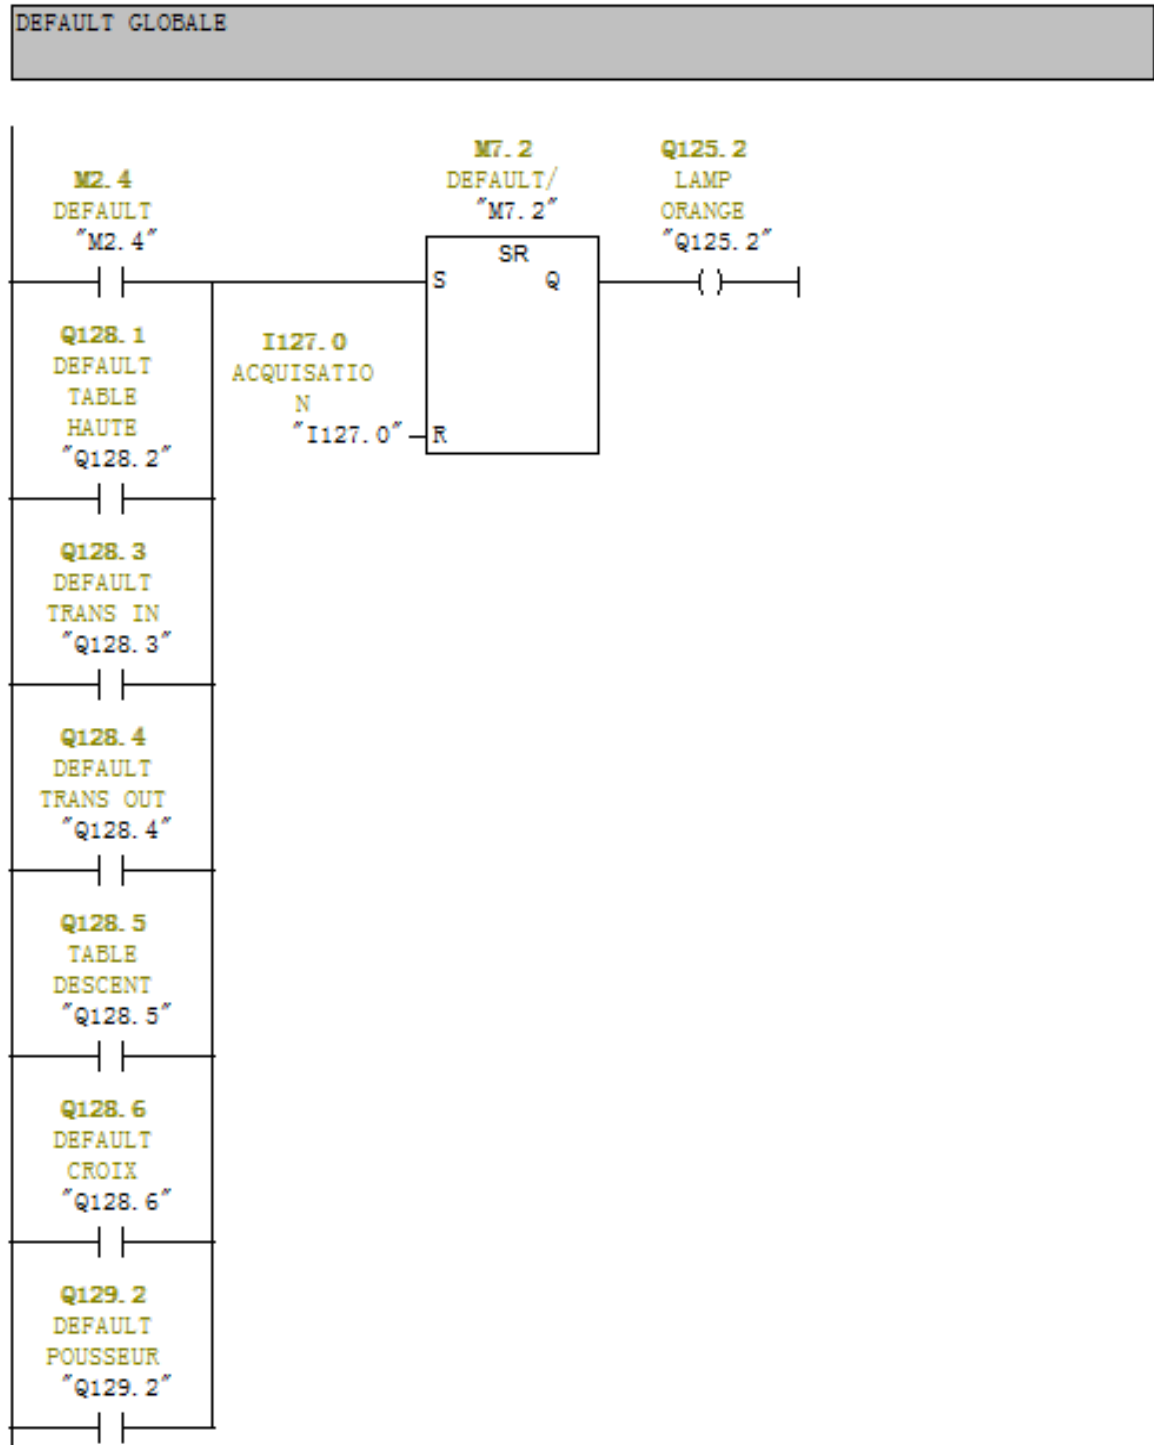 DEFAULT GLOBALE
M2.4
DEFAULT
"M2.4"
M7.2
DEFAULT/
"M7.2"
SR
S
Q
Q125.2
LAMP
ORANGE
"Q125.2"
Q128.1
DEFAULT
TABLE
HAUTE
"Q128.2"
I127.0
ACQUISATIO
N
"I127.0"
R
Q128.3
DEFAULT
TRANS IN
"Q128.3"
Q128.4
DEFAULT
TRANS OUT
"Q128.4"
Q128.5
TABLE
DESCENT
"Q128.5"
Q128.6
DEFAULT
CROIX
"Q128.6"
Q129.2
DEFAULT
POUSSEUR
"Q129.2"